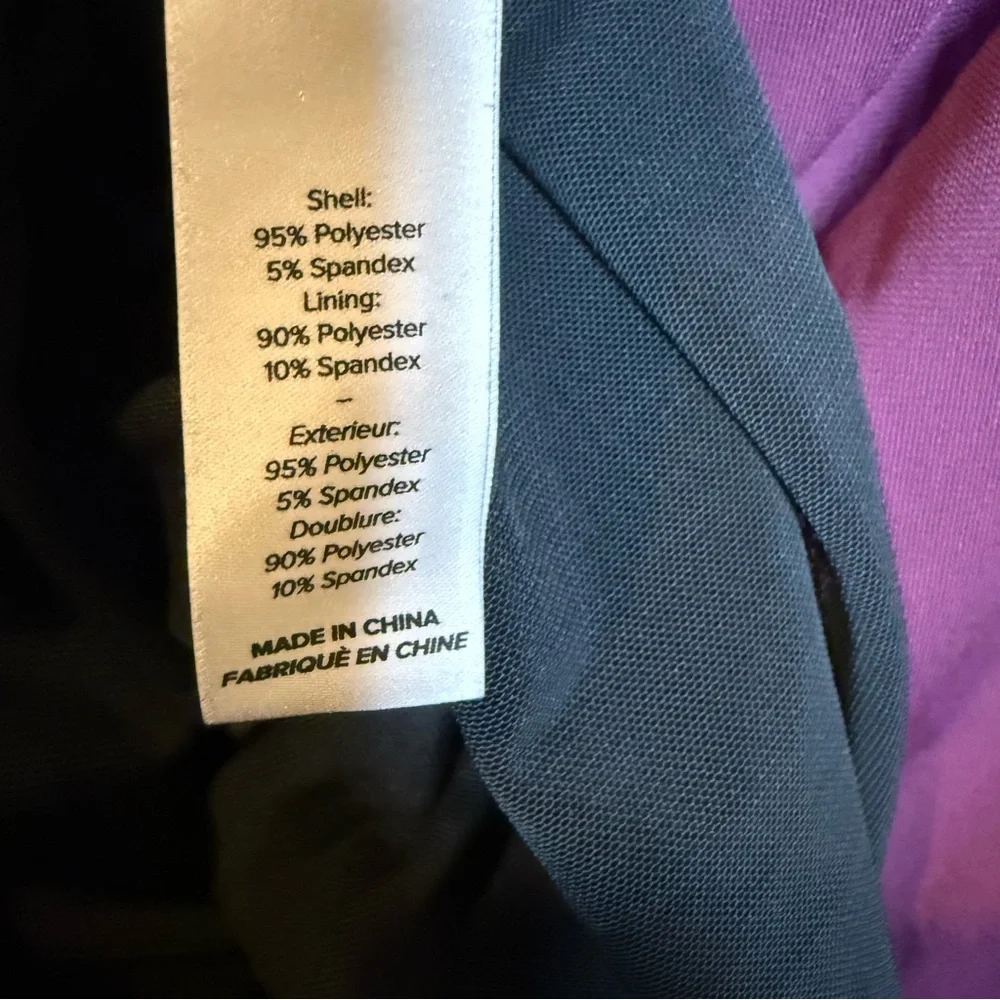 Shell:
95% Polyester
5% Spandex
Lining:
90% Polyester
10% Spandex
–
Exterieur:
95% Polyester
5% Spandex
Doublure:
90% Polyester
10% Spandex
MADE IN CHINA
FABRIQUÈ EN CHINE